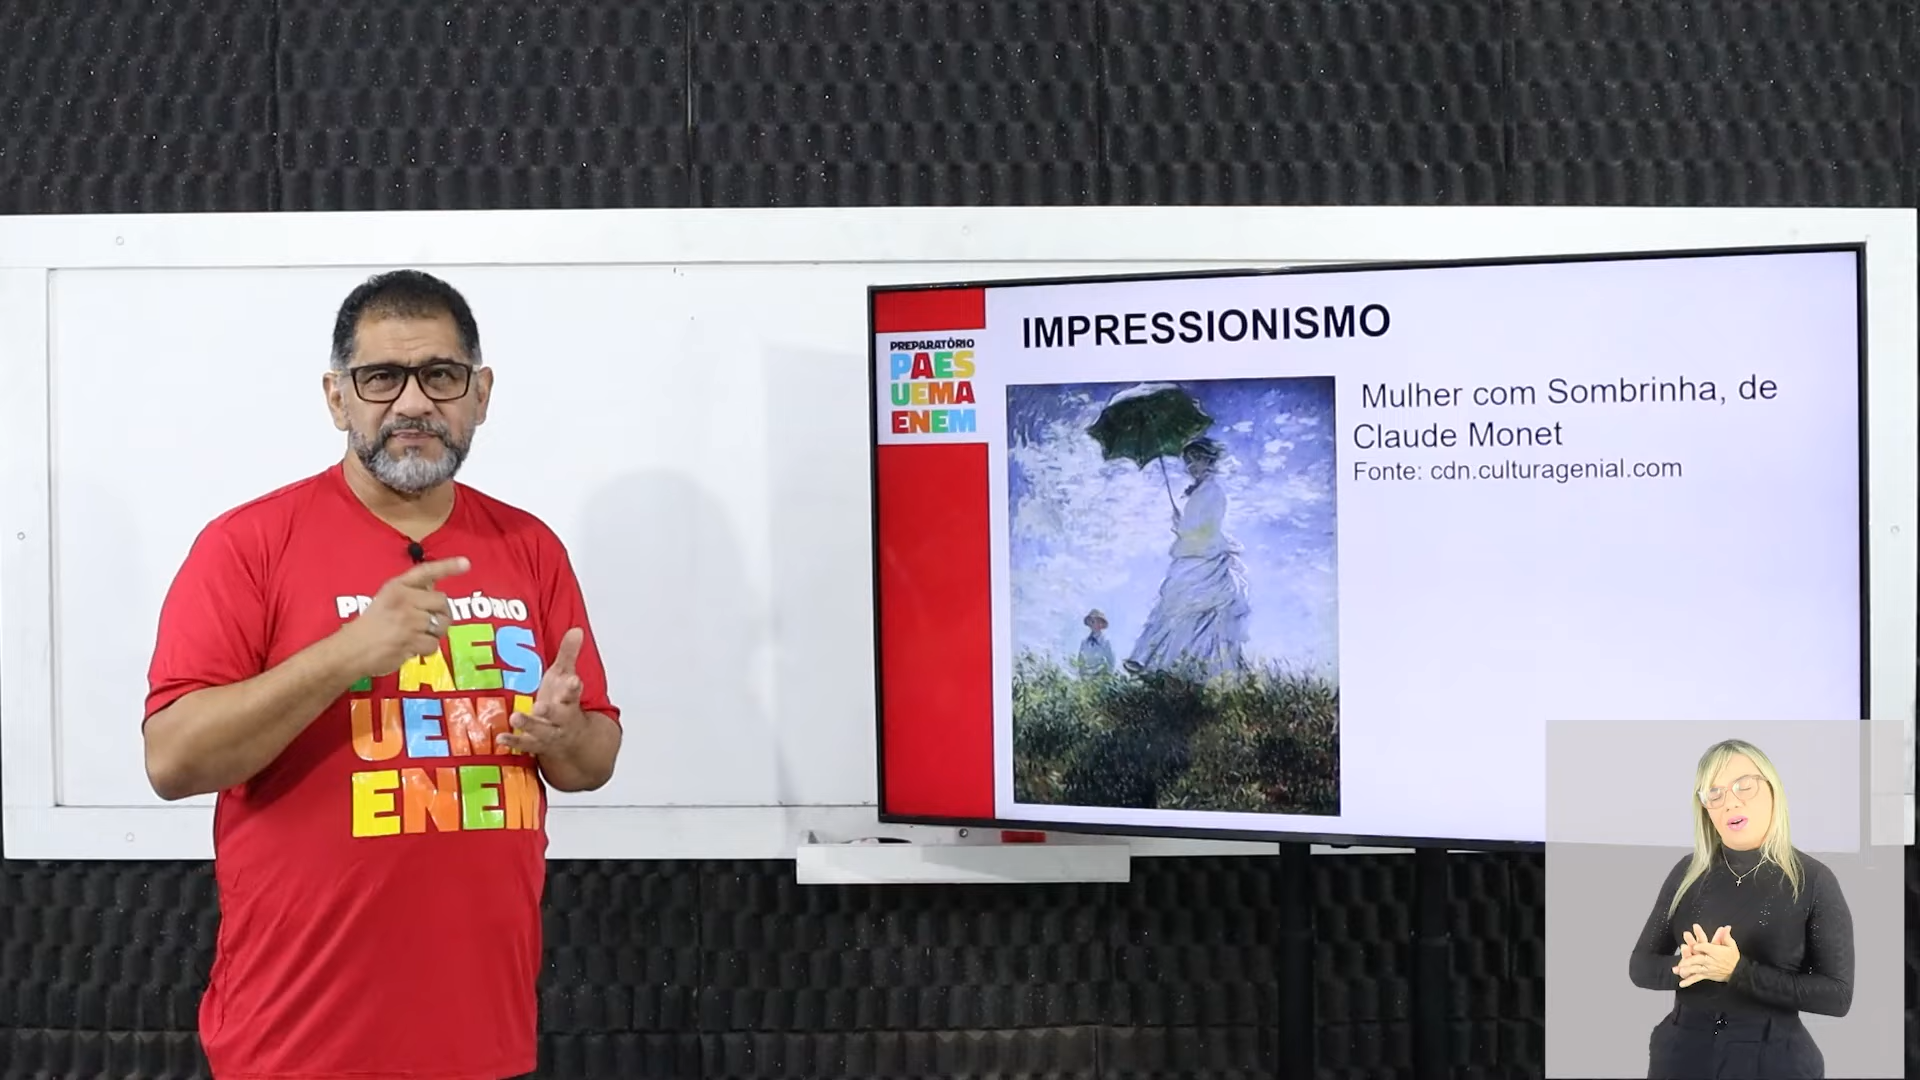 IMPRESSIONISMO
PREPARATÓRIO
PAES
UEMA
ENEM
Mulher com Sombrinha, de
Claude Monet
Fonte: cdn.culturagenial.com
PAES
UEMA
ENEM